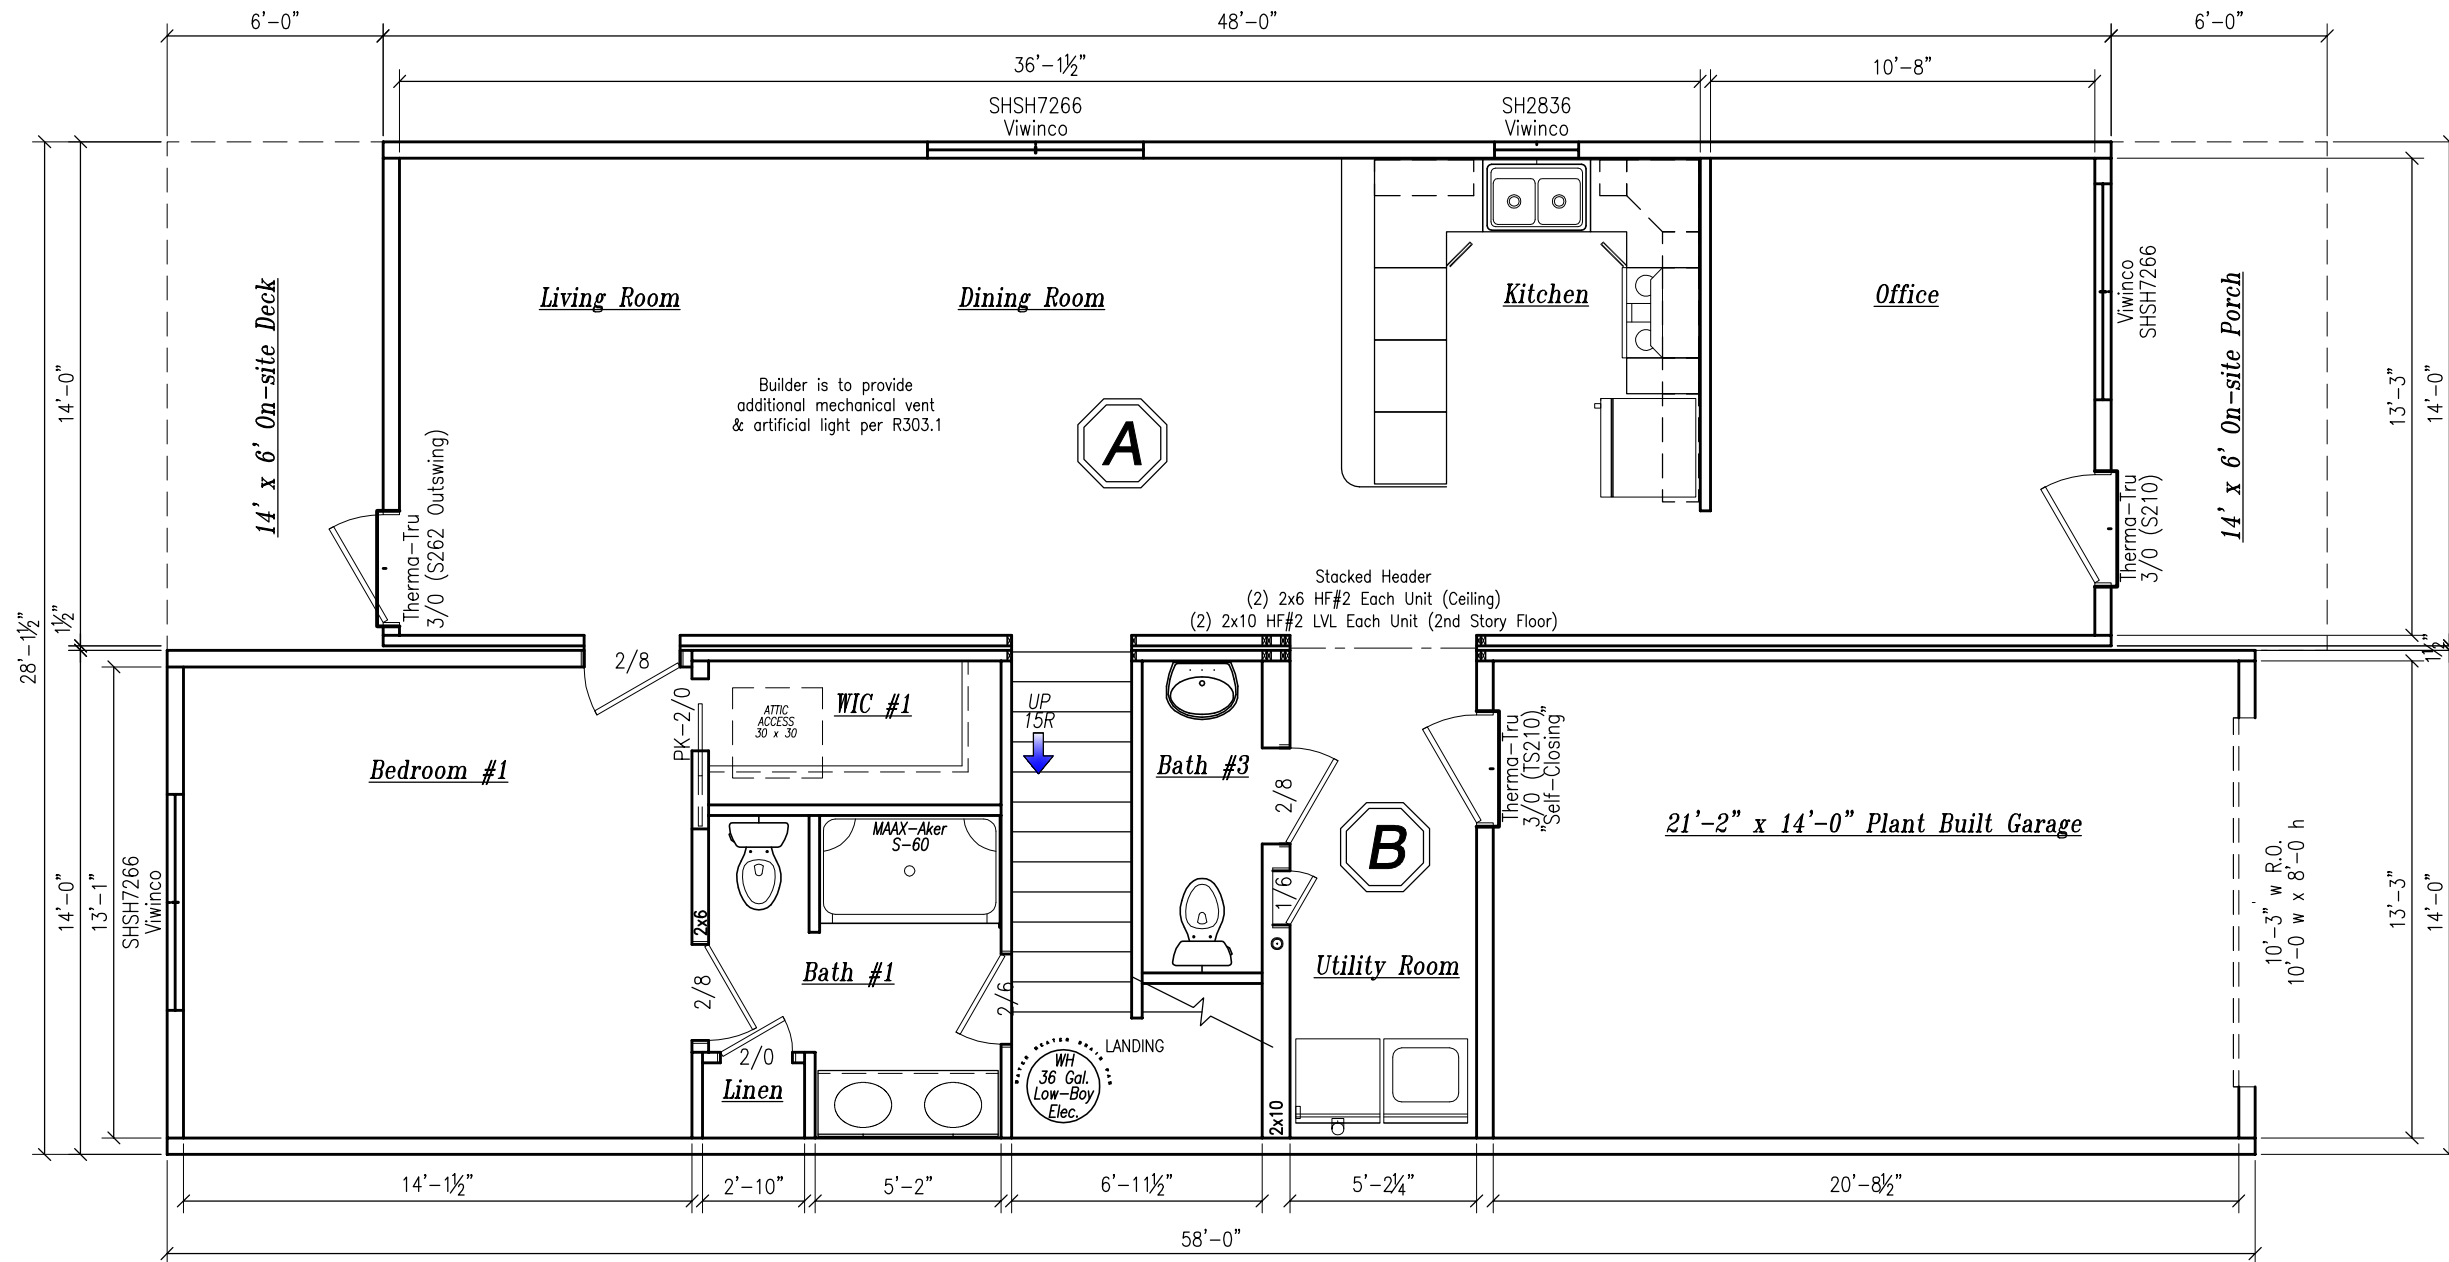 6'-0"
48'-0"
6'-0"
36'-1½"
10'-8"
SHSH7266
Viwinco
SH2836
Viwinco
Living Room
Dining Room
Kitchen
Office
14' x 6' On-site Deck
14' x 6' On-site Porch
Viwinco
SHSH7266
Builder is to provide
additional mechanical vent
& artificial light per R303.1
A
14'-0"
13'-3"
14'-0"
Therma-Tru
3/0 (S262 Outswing)
Therma-Tru
3/0 (S210)
Stacked Header
(2) 2x6 HF#2 Each Unit (Ceiling)
(2) 2x10 HF#2 LVL Each Unit (2nd Story Floor)
28'-1½"
1½"
1½"
2/8
PK-2/0
ATTIC
ACCESS
30 x 30
WIC #1
UP
15R
Bath #3
2/8
Therma-Tru
3/0 (TS210)
"Self-Closing"
Bedroom #1
21'-2" x 14'-0" Plant Built Garage
MAAX-Aker
S-60
B
14'-0"
13'-1"
SHSH7266
Viwinco
2x6
1/6
10'-3" w R.O.
10'-0 w x 8'-0 h
13'-3"
14'-0"
Bath #1
Utility Room
2/8
2/6
2/0
LANDING
Linen
WATER HEATER BELOW
WH
36 Gal.
Low-Boy
Elec.
2x10
14'-1½"
2'-10"
5'-2"
6'-11½"
5'-2¼"
20'-8½"
58'-0"